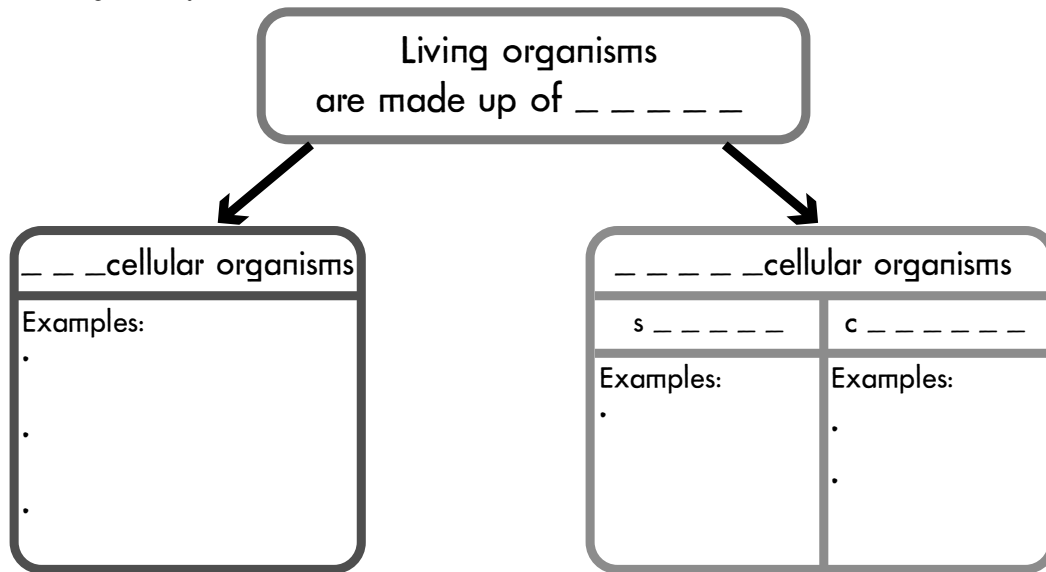 Living organisms
are made up of _ _ _ _ _
_ _ _cellular organisms
Examples:
•
•
•
_ _ _ _ _cellular organisms
s _ _ _ _ _
c _ _ _ _ _ _
Examples:
•
Examples:
•
•